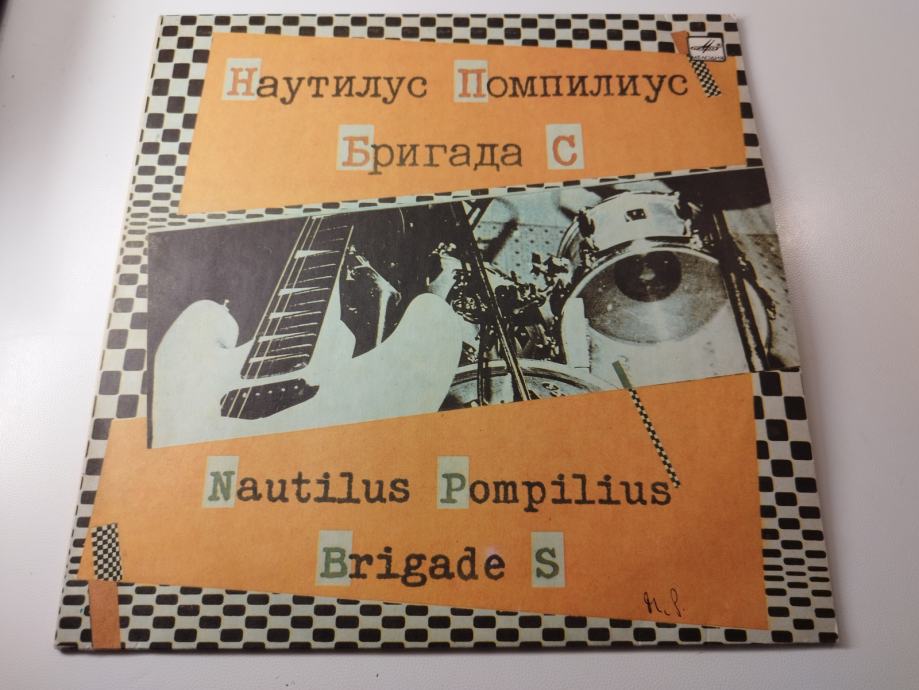 Наутилус Помпилиус
Бригада С
Nautilus Pompilius
Brigade S